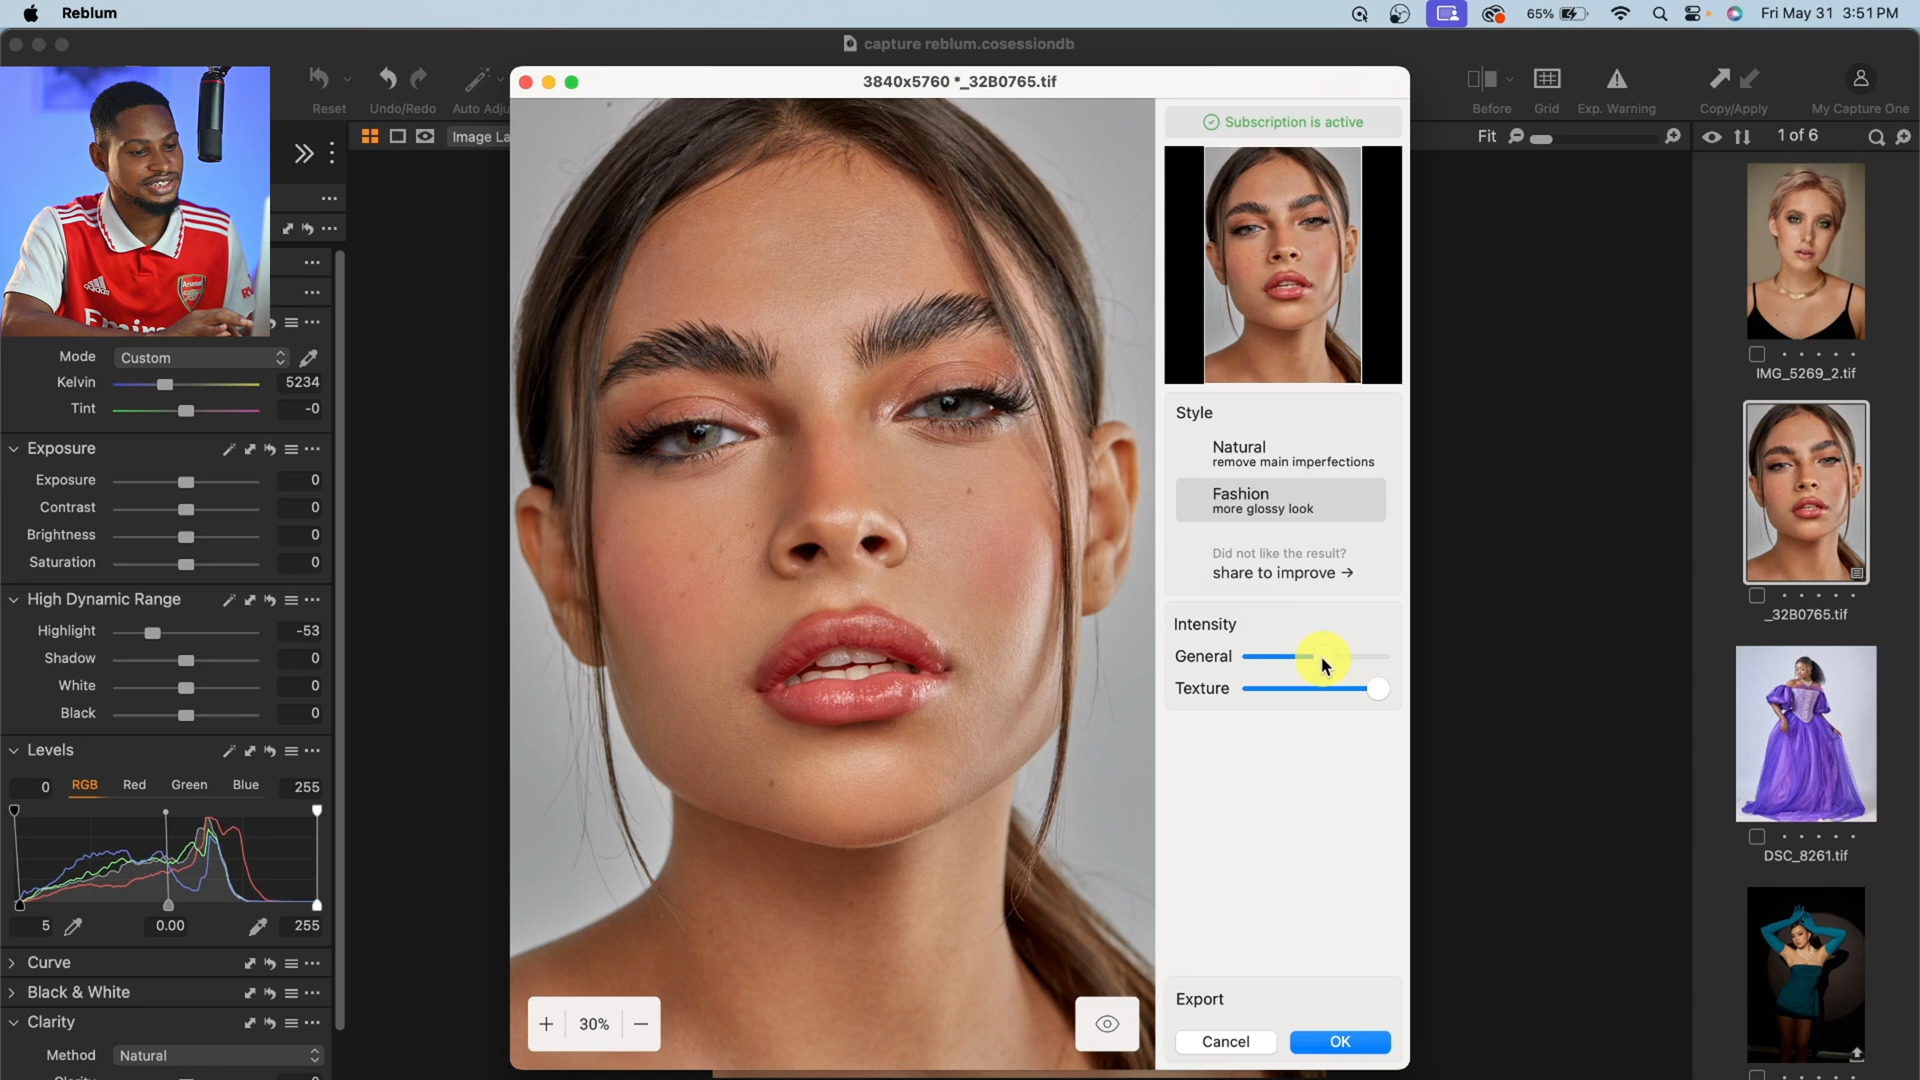 Reblum
65%
Fri May 31 3:51 PM
capture reblum.cosessiondb
Reset
Undo/Redo
Auto Adju
Before
Grid
Exp. Warning
Copy/Apply
My Capture One
3840x5760 *_32B0765.tif
Image La
Fit
1 of 6
Subscription is active
adidas
Arsenal
Mode
Custom
Kelvin
5234
Tint
-0
Exposure
Exposure
0
Contrast
0
Brightness
0
Saturation
0
High Dynamic Range
Highlight
-53
Shadow
0
White
0
Black
0
Levels
0
RGB
Red
Green
Blue
255
5
0.00
255
Curve
Black & White
Clarity
Method
Natural
30%
Style
Natural
remove main imperfections
Fashion
more glossy look
Did not like the result?
share to improve →
Intensity
General
Texture
Export
Cancel
OK
IMG_5269_2.tif
_32B0765.tif
DSC_8261.tif